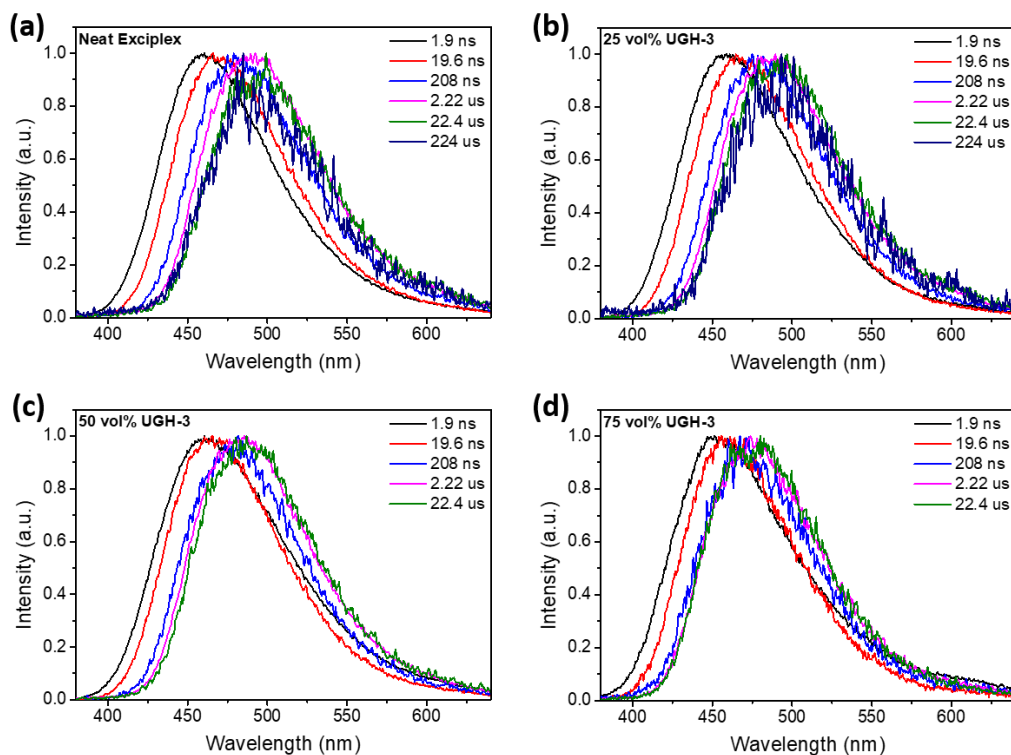 (a)
Neat Exciplex
1.9 ns
19.6 ns
208 ns
2.22 us
22.4 us
224 us
1.0
0.8
0.6
0.4
0.2
0.0
Intensity (a.u.)
400 450 500 550 600
Wavelength (nm)
(b)
25 vol% UGH-3
1.9 ns
19.6 ns
208 ns
2.22 us
22.4 us
224 us
1.0
0.8
0.6
0.4
0.2
0.0
Intensity (a.u.)
400 450 500 550 600
Wavelength (nm)
(c)
50 vol% UGH-3
1.9 ns
19.6 ns
208 ns
2.22 us
22.4 us
1.0
0.8
0.6
0.4
0.2
0.0
Intensity (a.u.)
400 450 500 550 600
Wavelength (nm)
(d)
75 vol% UGH-3
1.9 ns
19.6 ns
208 ns
2.22 us
22.4 us
1.0
0.8
0.6
0.4
0.2
0.0
Intensity (a.u.)
400 450 500 550 600
Wavelength (nm)